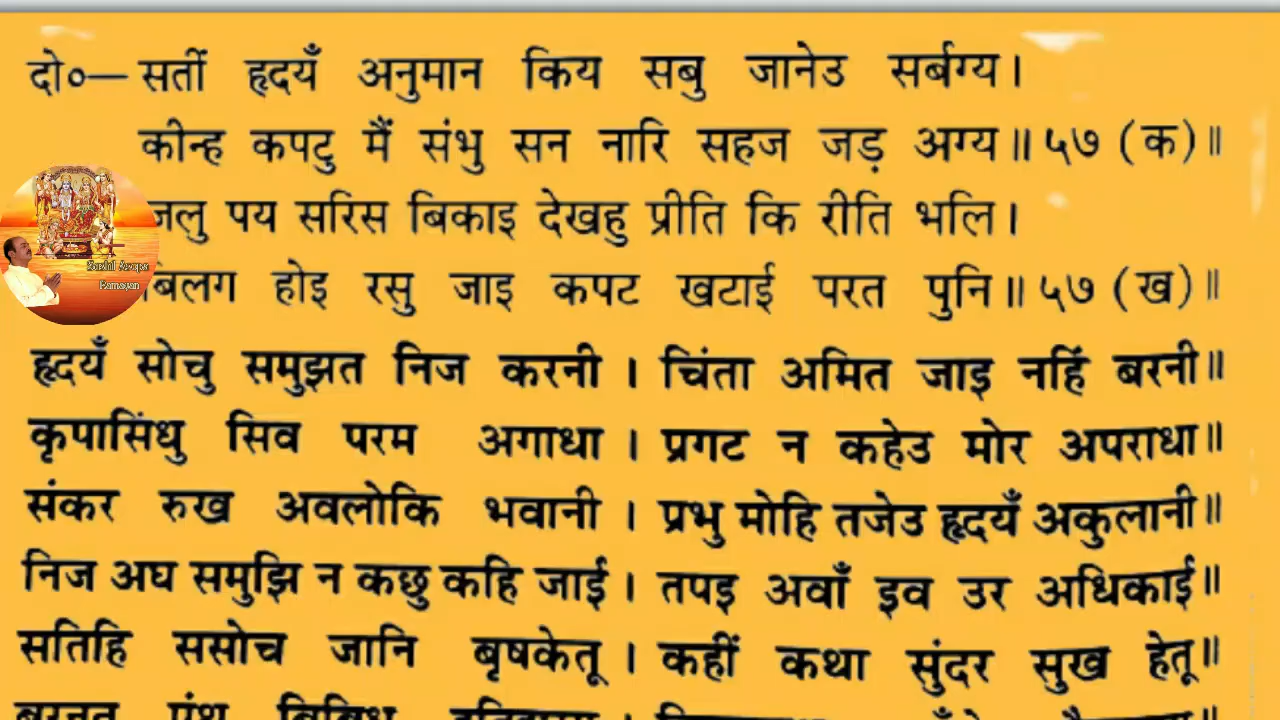 दो०— सतीं हृदयँ अनुमान किय सबु जानेउ सर्बग्य।
कीन्ह कपटु मैं संभु सन नारि सहज जड़ अग्य॥ ५७ (क)॥
जलु पय सरिस बिकाइ देखहु प्रीति कि रीति भलि।
बिलग होइ रसु जाइ कपट खटाई परत पुनि॥ ५७ (ख)॥
हृदयँ सोचु समुझत निज करनी। चिंता अमित जाइ नहिं बरनी॥
कृपासिंधु सिव परम अगाधा। प्रगट न कहेउ मोर अपराधा॥
संकर रुख अवलोकि भवानी। प्रभु मोहि तजेउ हृदयँ अकुलानी॥
निज अघ समुझि न कछु कहि जाई। तपइ अवाँ इव उर अधिकाई॥
सतिहि ससोच जानि बृषकेतू। कहीं कथा सुंदर सुख हेतू॥
बरनत पंथ बिबिध इतिहासा।
Ramayan